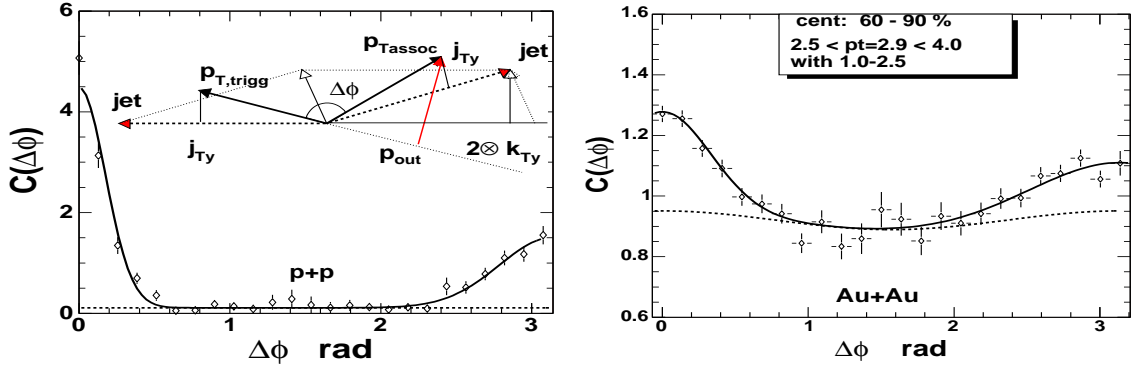 C(Δϕ)
6
4
2
0
0
1
2
3
Δϕ rad
p+p
p_Tassoc
j_Ty
jet
p_T,trigg
Δϕ
jet
j_Ty
p_out
2⊗ k_Ty
C(Δϕ)
1.6
1.4
1.2
1.0
0.8
0.6
0
1
2
3
Δϕ rad
cent: 60 - 90 %
2.5 < pt=2.9 < 4.0
with 1.0-2.5
Au+Au